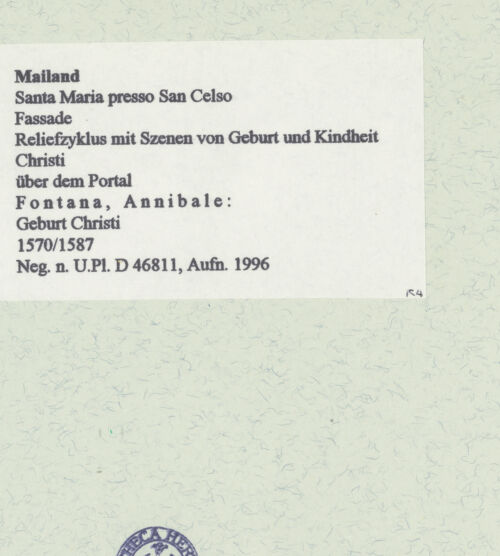 Mailand
Santa Maria presso San Celso
Fassade
Reliefzyklus mit Szenen von Geburt und Kindheit
Christi
über dem Portal
Fontana, Annibale:
Geburt Christi
1570/1587
Neg. n. U.Pl. D 46811, Aufn. 1996